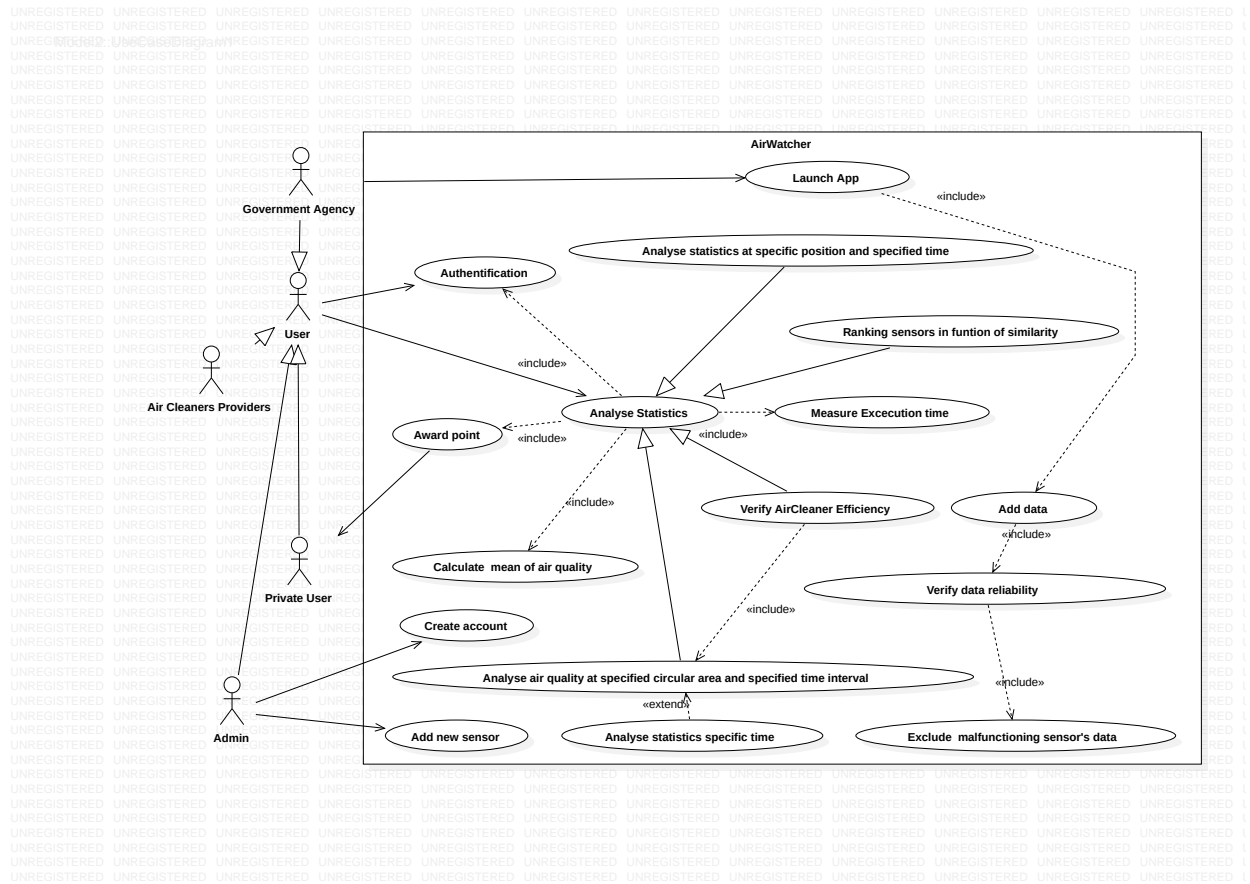 Model2::UseCaseDiagram1
AirWatcher
Launch App
«include»
Government Agency
Analyse statistics at specific position and specified time
Authentification
User
Ranking sensors in funtion of similarity
«include»
Air Cleaners Providers
Analyse Statistics
Measure Excecution time
Award point
«include»
«include»
«include»
Verify AirCleaner Efficiency
Add data
«include»
Calculate mean of air quality
Verify data reliability
Private User
«include»
Create account
Analyse air quality at specified circular area and specified time interval
«include»
«extend»
Admin
Add new sensor
Analyse statistics specific time
Exclude malfunctioning sensor's data